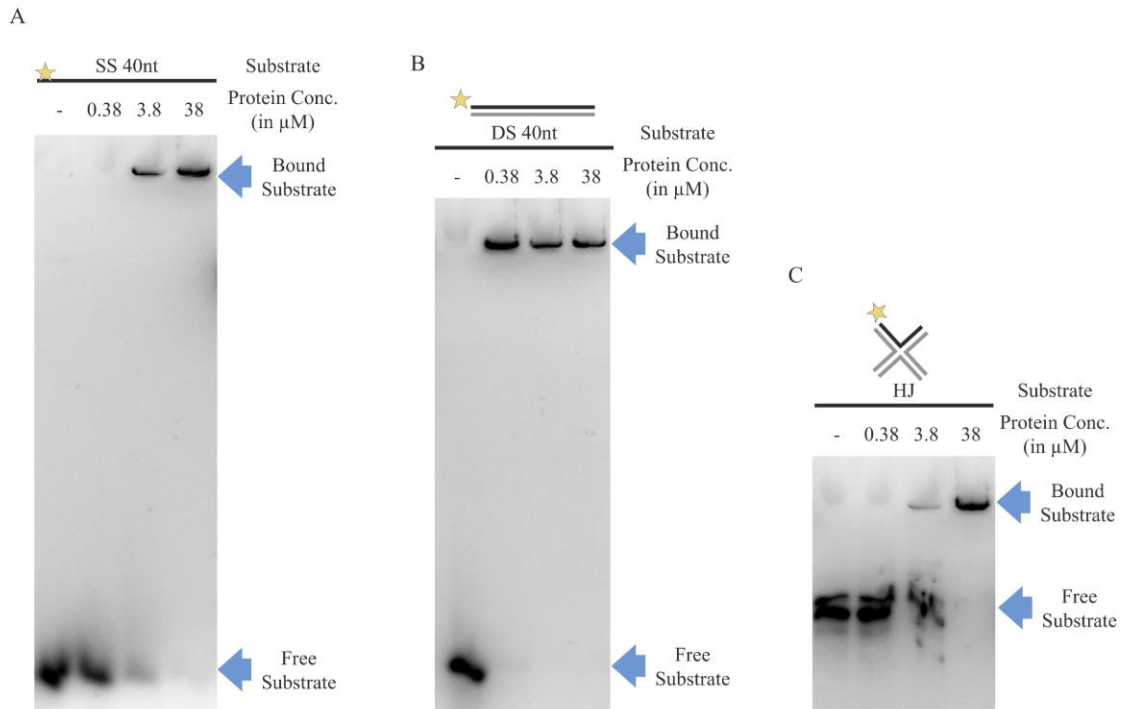 A
SS 40nt
Substrate
- 0.38 3.8 38
Protein Conc.
(in µM)
Bound
Substrate
Free
Substrate
B
DS 40nt
Substrate
- 0.38 3.8 38
Protein Conc.
(in µM)
Bound
Substrate
Free
Substrate
C
HJ
Substrate
- 0.38 3.8 38
Protein Conc.
(in µM)
Bound
Substrate
Free
Substrate